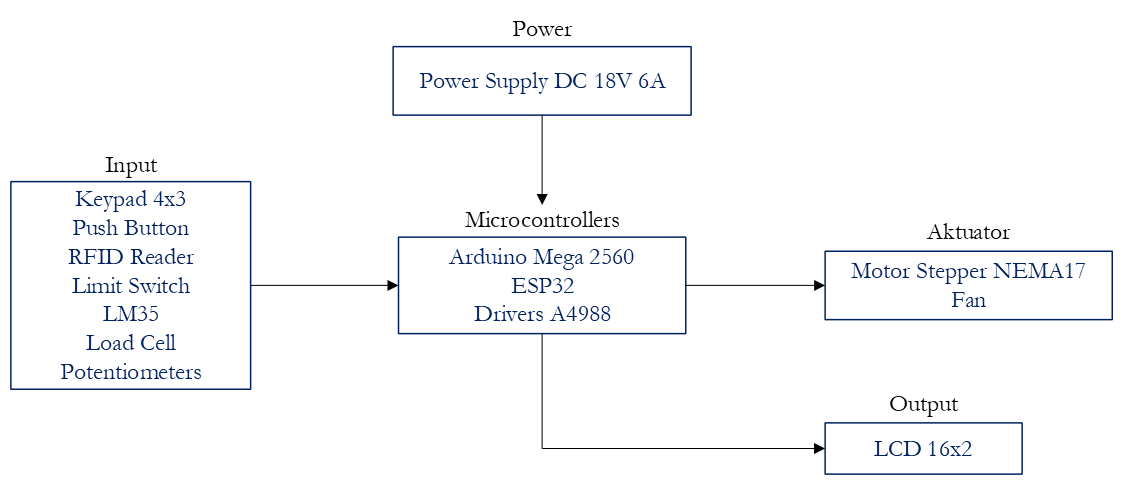 Power
Power Supply DC 18V 6A
Input
Keypad 4x3
Push Button
RFID Reader
Limit Switch
LM35
Load Cell
Potentiometers
Microcontrollers
Arduino Mega 2560
ESP32
Drivers A4988
Aktuator
Motor Stepper NEMA17
Fan
Output
LCD 16x2